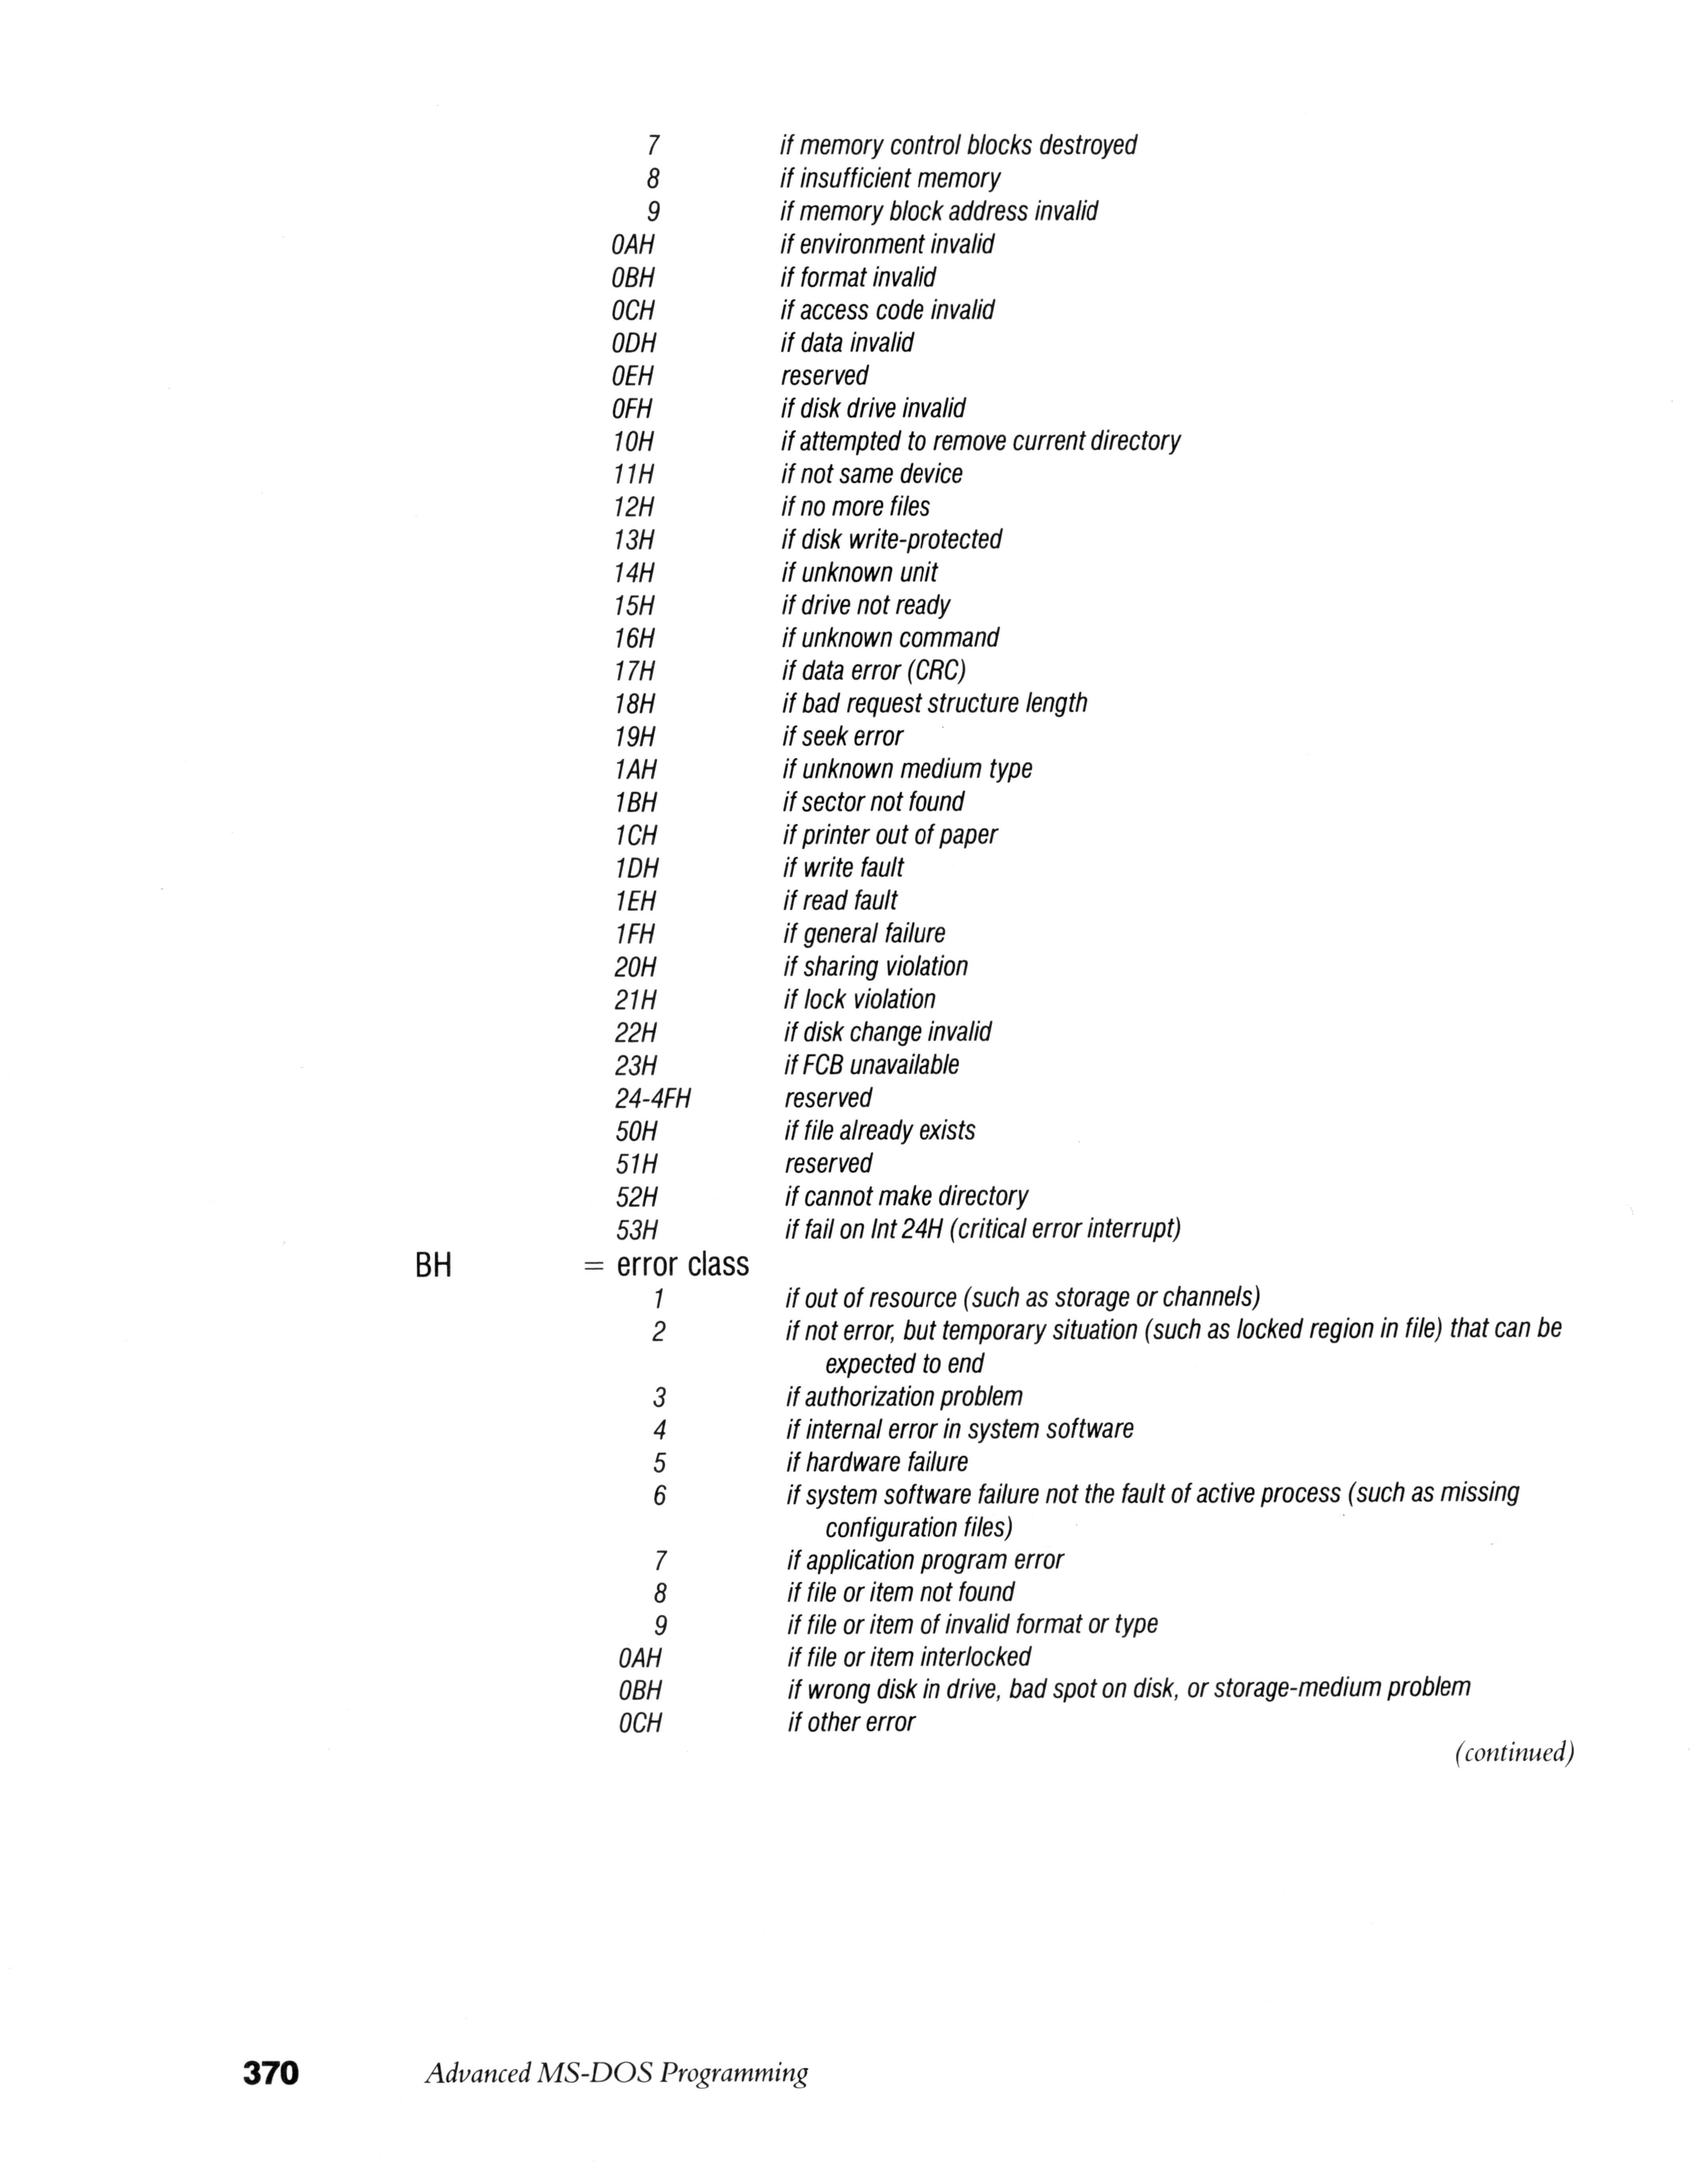 7 if memory control blocks destroyed
8 if insufficient memory
9 if memory block address invalid
0AH if environment invalid
0BH if format invalid
0CH if access code invalid
0DH if data invalid
0EH reserved
0FH if disk drive invalid
10H if attempted to remove current directory
11H if not same device
12H if no more files
13H if disk write-protected
14H if unknown unit
15H if drive not ready
16H if unknown command
17H if data error (CRC)
18H if bad request structure length
19H if seek error
1AH if unknown medium type
1BH if sector not found
1CH if printer out of paper
1DH if write fault
1EH if read fault
1FH if general failure
20H if sharing violation
21H if lock violation
22H if disk change invalid
23H if FCB unavailable
24-4FH reserved
50H if file already exists
51H reserved
52H if cannot make directory
53H if fail on Int 24H (critical error interrupt)
BH = error class
1 if out of resource (such as storage or channels)
2 if not error, but temporary situation (such as locked region in file) that can be
expected to end
3 if authorization problem
4 if internal error in system software
5 if hardware failure
6 if system software failure not the fault of active process (such as missing
configuration files)
7 if application program error
8 if file or item not found
9 if file or item of invalid format or type
0AH if file or item interlocked
0BH if wrong disk in drive, bad spot on disk, or storage-medium problem
0CH if other error
(continued)
370 Advanced MS-DOS Programming